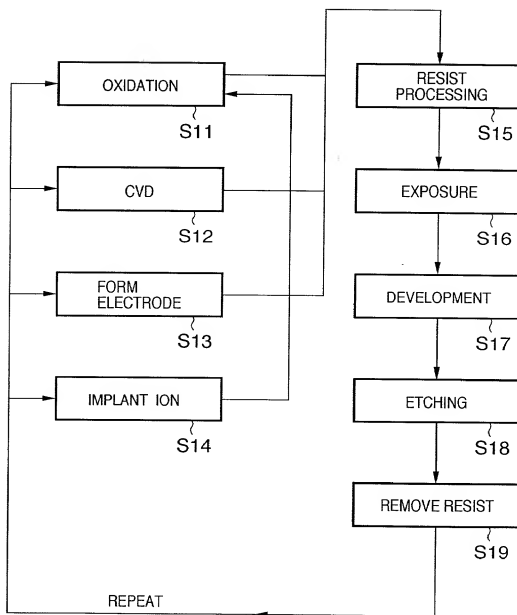 OXIDATION
S11
CVD
S12
FORM
ELECTRODE
S13
IMPLANT ION
S14
RESIST
PROCESSING
S15
EXPOSURE
S16
DEVELOPMENT
S17
ETCHING
S18
REMOVE RESIST
S19
REPEAT